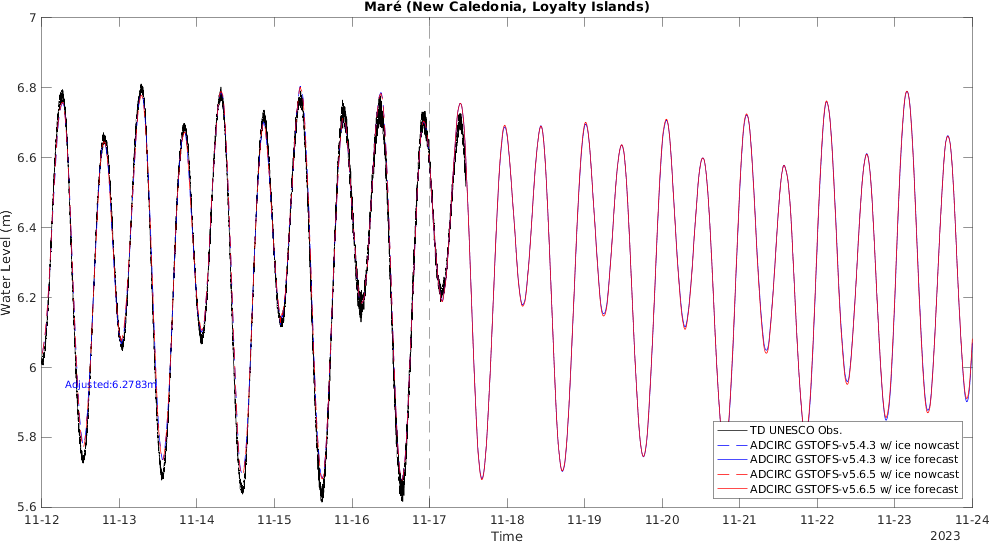 Maré (New Caledonia, Loyalty Islands)
7
6.8
6.6
6.4
6.2
6
5.8
5.6
Water Level (m)
Adjusted:6.2783m
TD UNESCO Obs.
ADCIRC GSTOFS-v5.4.3 w/ ice nowcast
ADCIRC GSTOFS-v5.4.3 w/ ice forecast
ADCIRC GSTOFS-v5.6.5 w/ ice nowcast
ADCIRC GSTOFS-v5.6.5 w/ ice forecast
11-12 11-13 11-14 11-15 11-16 11-17 11-18 11-19 11-20 11-21 11-22 11-23 11-24
Time
2023